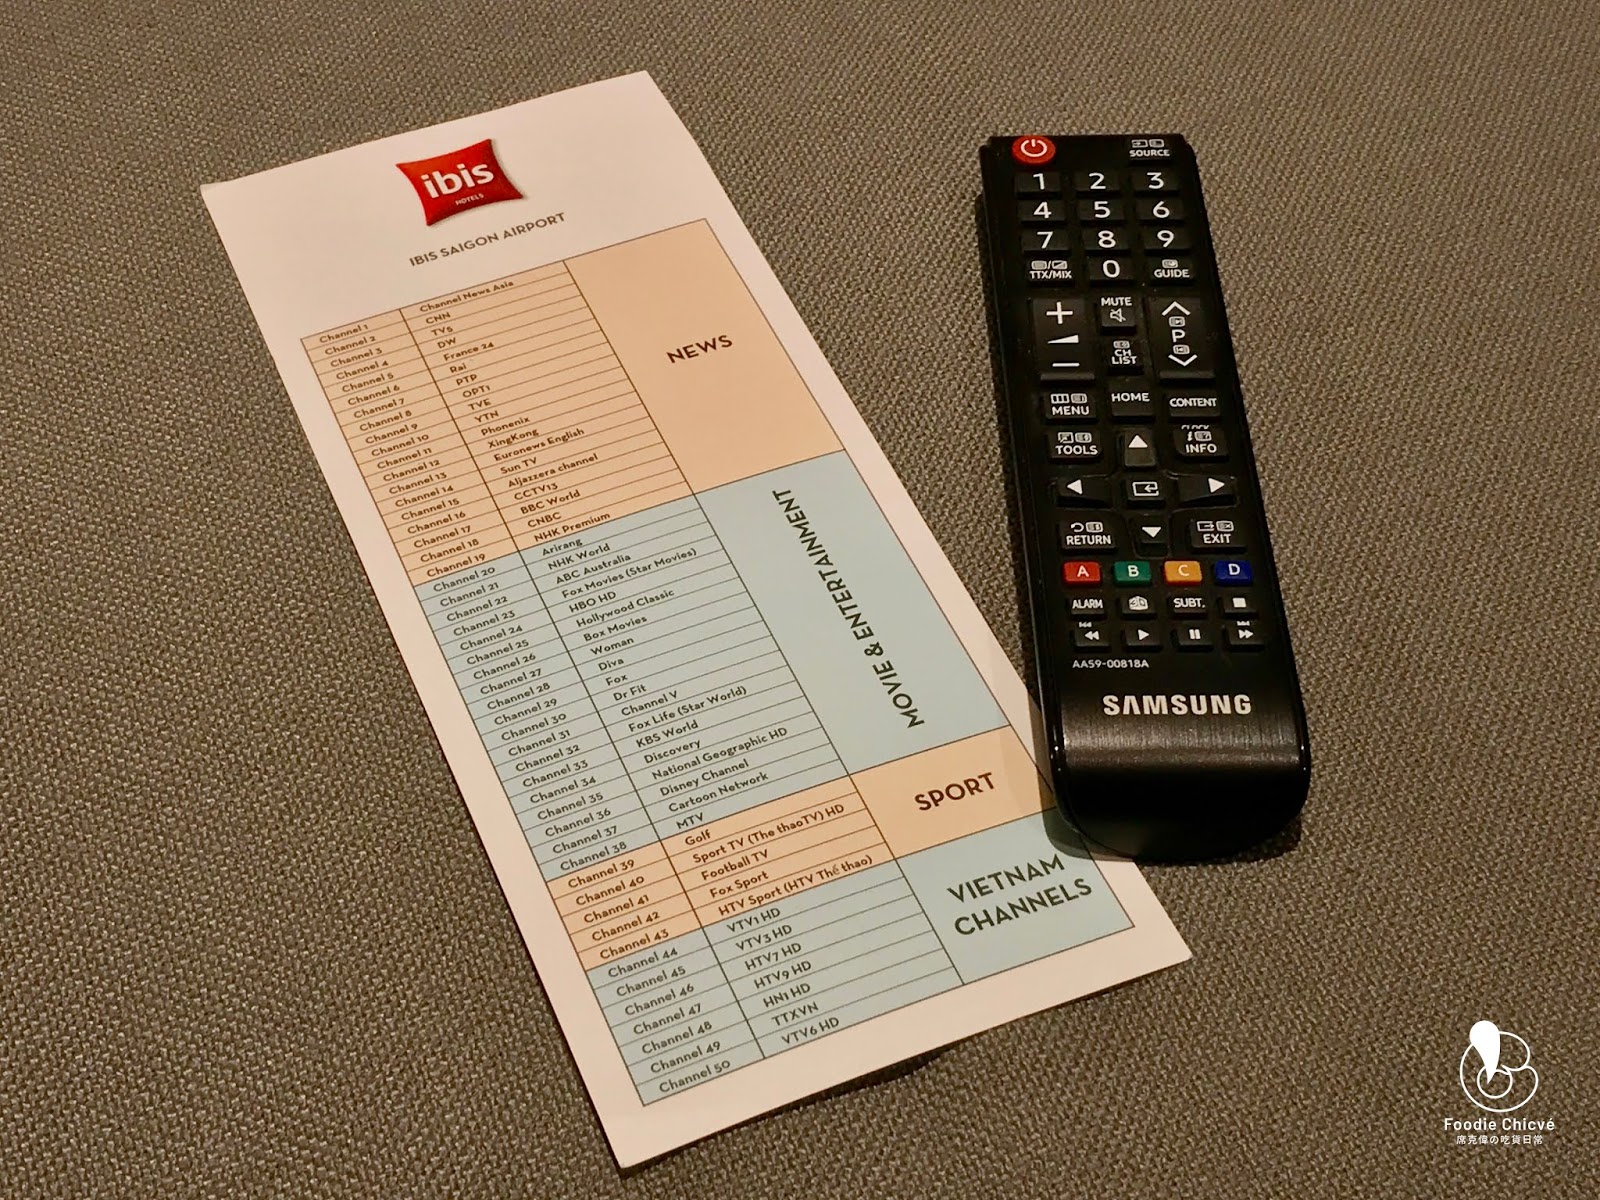 ibis
HOTELS
IBIS SAIGON AIRPORT
Channel 1 Channel News Asia
Channel 2 CNN
Channel 3 TV5
Channel 4 DW
Channel 5 France 24
Channel 6 Rai
Channel 7 PTP
Channel 8 OPT1
Channel 9 TVE
Channel 10 YTN
Channel 11 Phonenix
Channel 12 XingKong
Channel 13 Euronews English
Channel 14 Sun TV
Channel 15 Aljazzera channel
Channel 16 CCTV13
Channel 17 BBC World
Channel 18 CNBC
Channel 19 NHK Premium
NEWS
Channel 20 Arirang
Channel 21 NHK World
Channel 22 ABC Australia
Channel 23 Fox Movies (Star Movies)
Channel 24 HBO HD
Channel 25 Hollywood Classic
Channel 26 Box Movies
Channel 27 Woman
Channel 28 Diva
Channel 29 Fox
Channel 30 Dr Fit
Channel 31 Channel V
Channel 32 Fox Life (Star World)
Channel 33 KBS World
Channel 34 Discovery
Channel 35 National Geographic HD
Channel 36 Disney Channel
Channel 37 Cartoon Network
Channel 38 MTV
MOVIE & ENTERTAINMENT
Channel 39 Golf
Channel 40 Sport TV (The thaoTV) HD
Channel 41 Football TV
Channel 42 Fox Sport
Channel 43 HTV Sport (HTV Thể thao)
SPORT
Channel 44 VTV1 HD
Channel 45 VTV3 HD
Channel 46 HTV7 HD
Channel 47 HTV9 HD
Channel 48 HN1 HD
Channel 49 TTXVN
Channel 50 VTV6 HD
VIETNAM
CHANNELS
SOURCE
1 2 3
4 5 6
7 8 9
TTX/MIX 0 GUIDE
MUTE
+ P
CH
LIST
−
MENU HOME CONTENT
CLOCK
TOOLS INFO
RETURN EXIT
A B C D
ALARM SUBT.
AA59-00818A
SAMSUNG
Foodie Chicvé
席克偉の吃貨日常